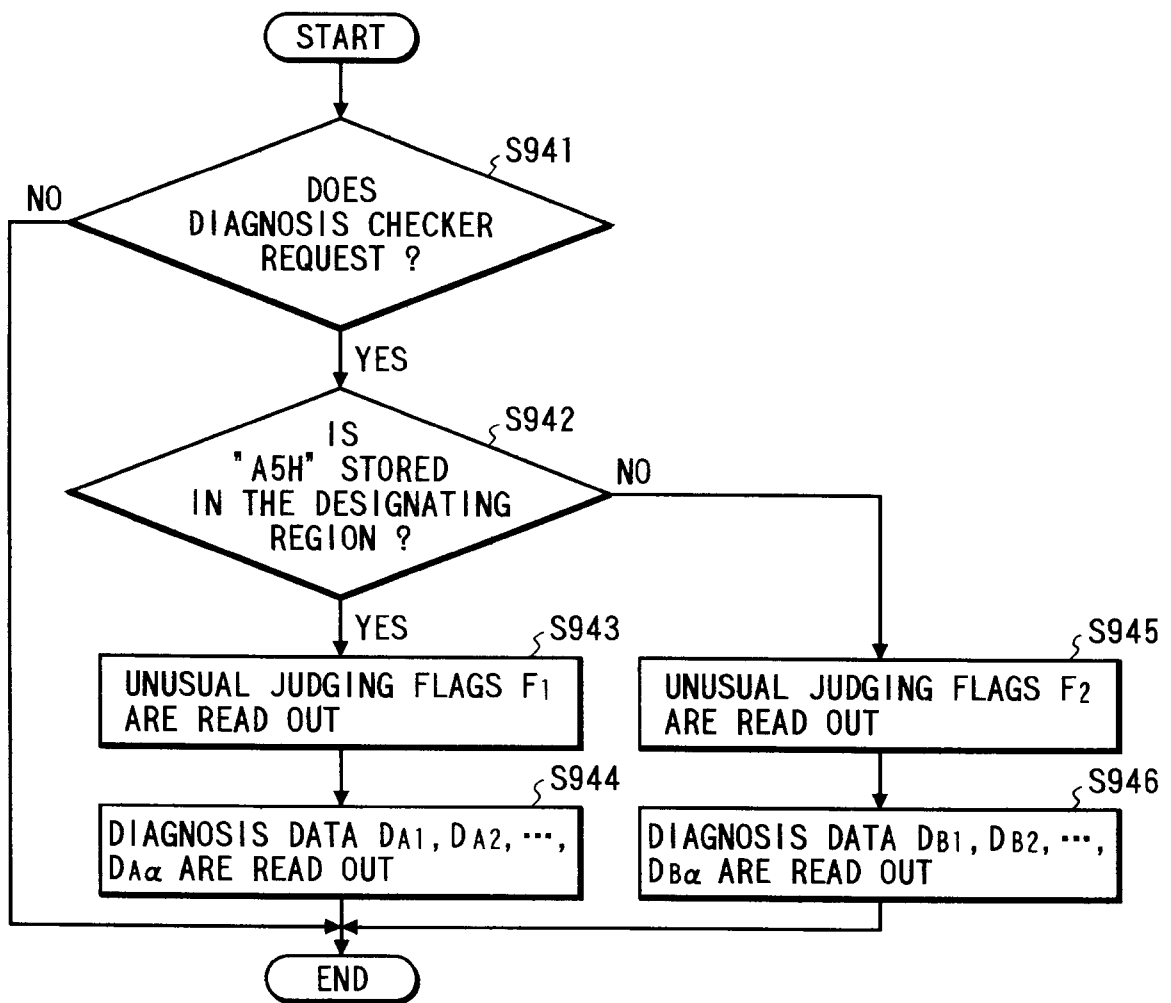 START
S941
DOES
DIAGNOSIS CHECKER
REQUEST ?
NO
YES
S942
IS
"A5H" STORED
IN THE DESIGNATING
REGION ?
NO
YES
S943
UNUSUAL JUDGING FLAGS F1
ARE READ OUT
S945
UNUSUAL JUDGING FLAGS F2
ARE READ OUT
S944
DIAGNOSIS DATA DA1, DA2, ...,
DAα ARE READ OUT
S946
DIAGNOSIS DATA DB1, DB2, ...,
DBα ARE READ OUT
END